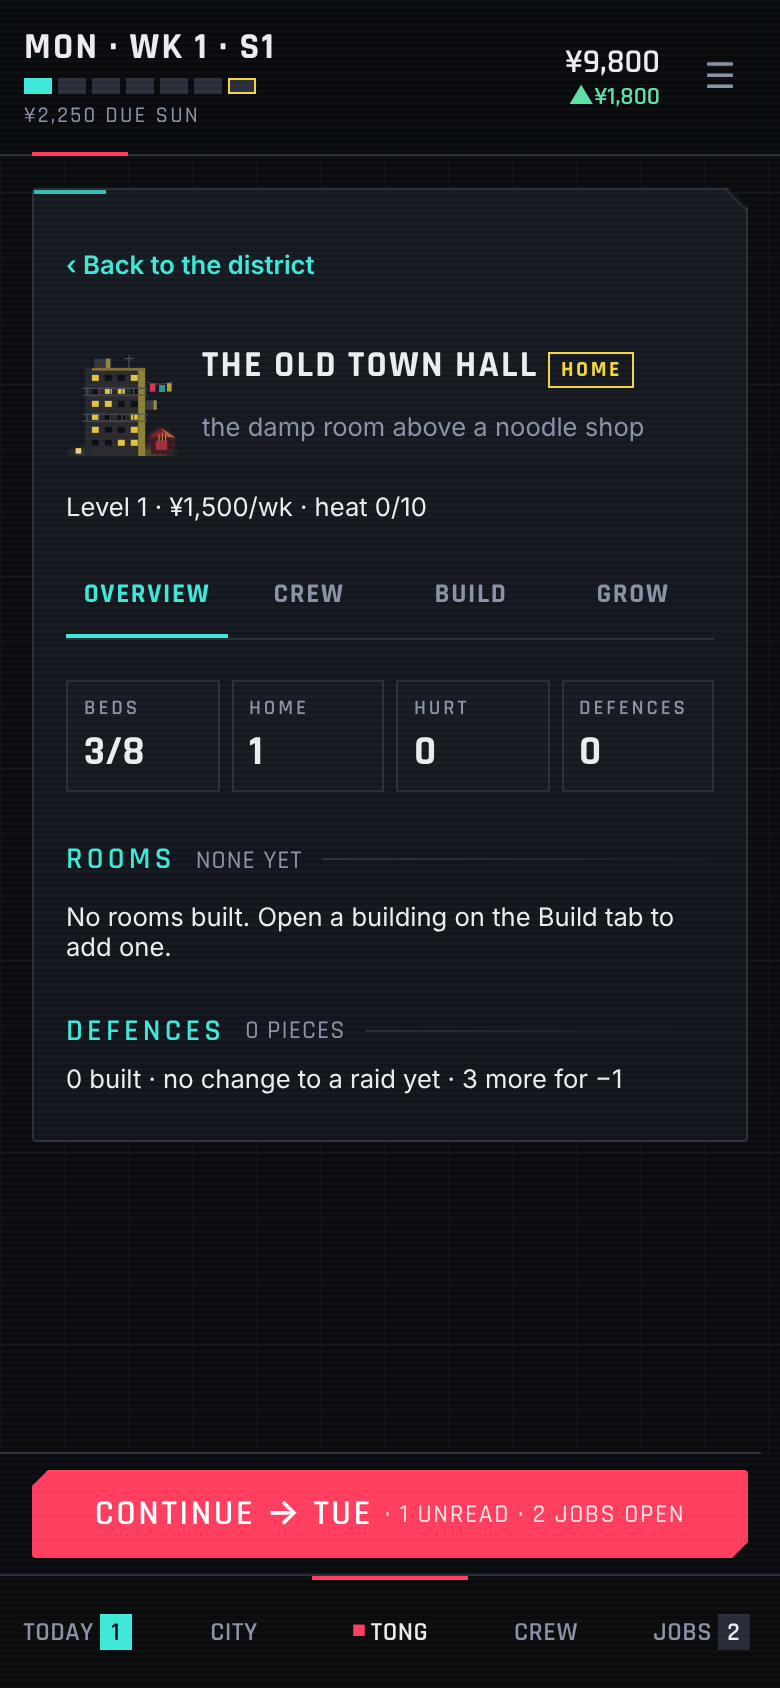 MON · WK 1 · S1
¥2,250 DUE SUN
¥9,800
▲¥1,800
‹ Back to the district
THE OLD TOWN HALL HOME
the damp room above a noodle shop
Level 1 · ¥1,500/wk · heat 0/10
OVERVIEW CREW BUILD GROW
BEDS HOME HURT DEFENCES
3/8 1 0 0
ROOMS NONE YET
No rooms built. Open a building on the Build tab to
add one.
DEFENCES 0 PIECES
0 built · no change to a raid yet · 3 more for −1
CONTINUE → TUE · 1 UNREAD · 2 JOBS OPEN
TODAY 1 CITY TONG CREW JOBS 2